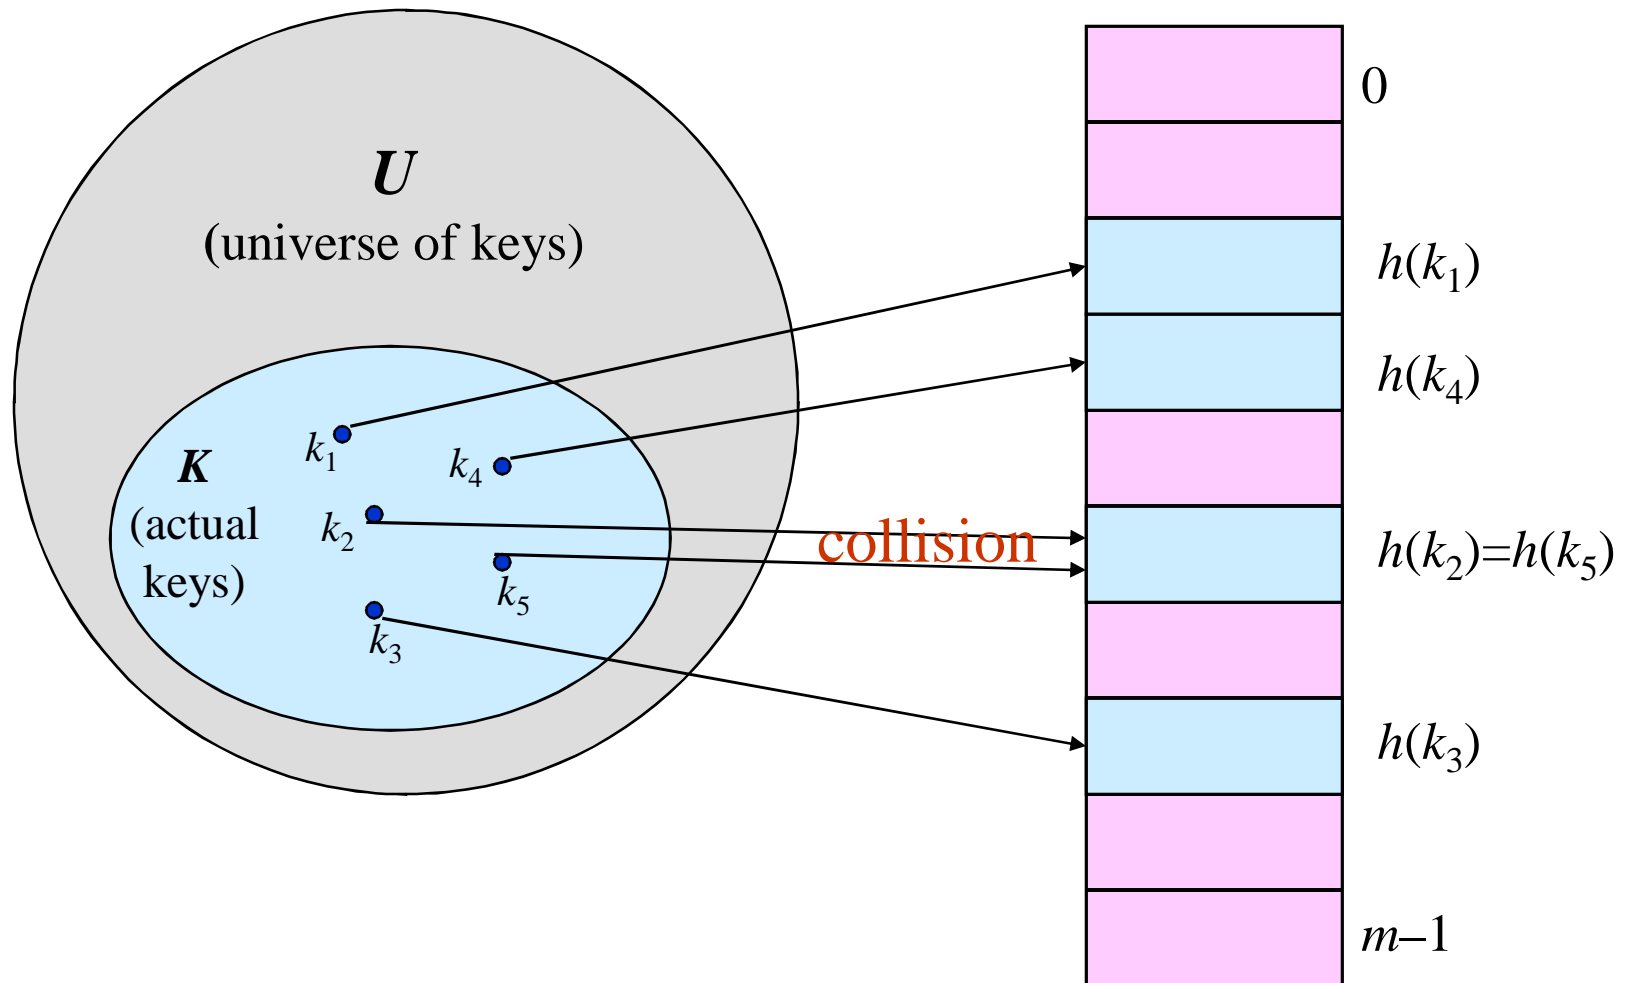 U
(universe of keys)
K
(actual
keys)
k₁
k₄
k₂
k₅
k₃
collision
0
h(k₁)
h(k₄)
h(k₂)=h(k₅)
h(k₃)
m–1